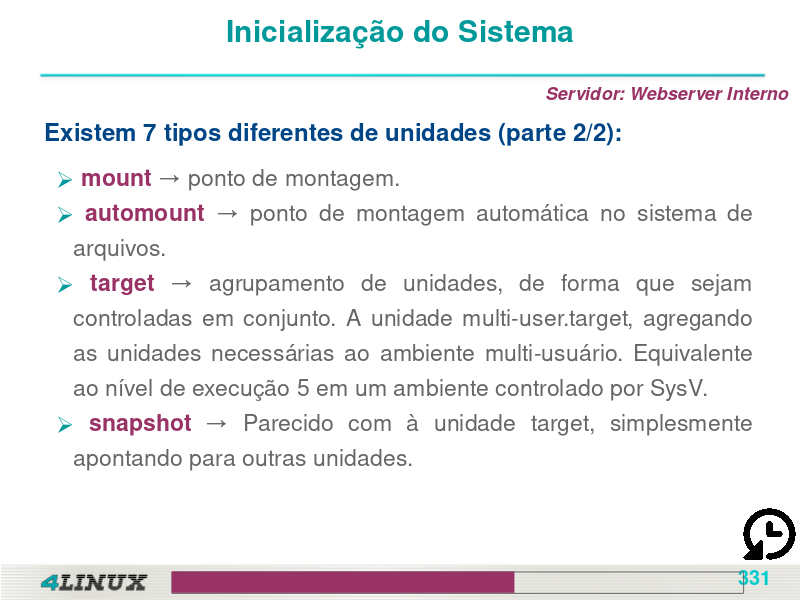 Inicialização do Sistema
Servidor: Webserver Interno
Existem 7 tipos diferentes de unidades (parte 2/2):
➢ mount → ponto de montagem.
➢ automount → ponto de montagem automática no sistema de
arquivos.
➢ target → agrupamento de unidades, de forma que sejam
controladas em conjunto. A unidade multi-user.target, agregando
as unidades necessárias ao ambiente multi-usuário. Equivalente
ao nível de execução 5 em um ambiente controlado por SysV.
➢ snapshot → Parecido com à unidade target, simplesmente
apontando para outras unidades.
4LINUX
331